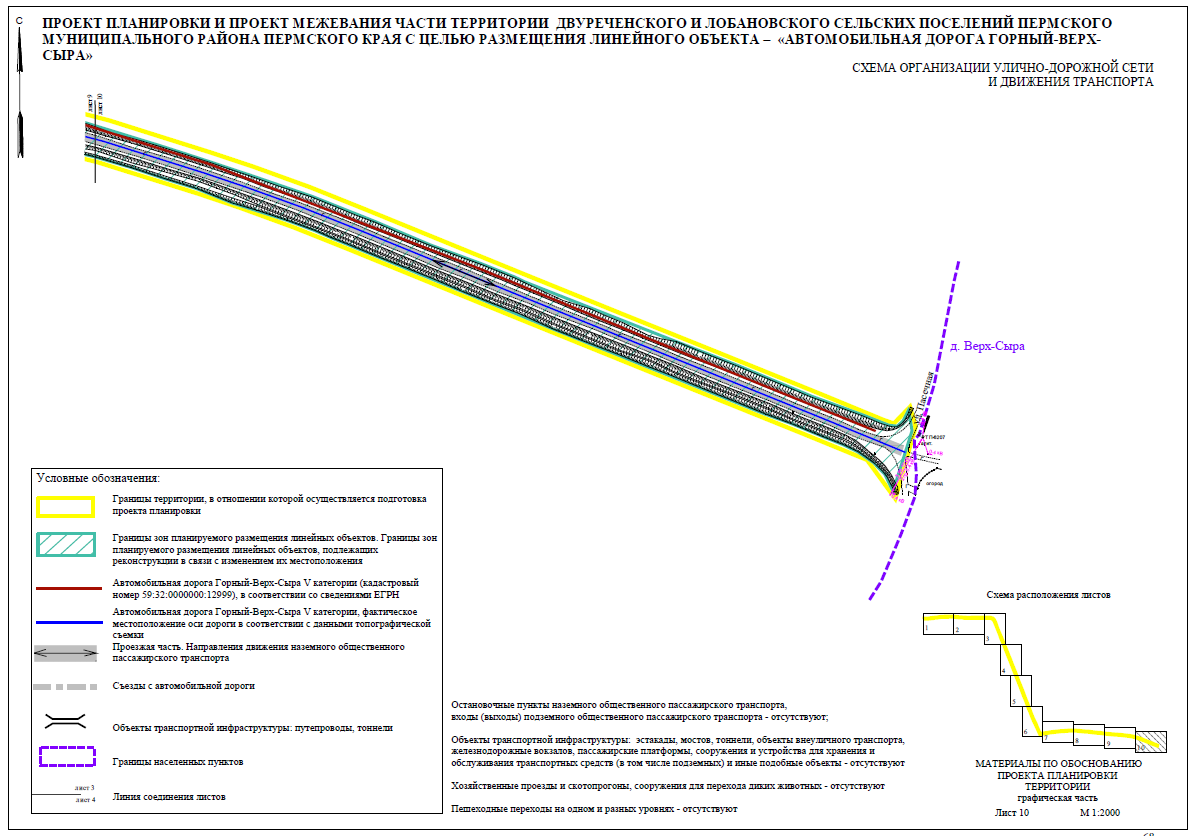 С
ПРОЕКТ ПЛАНИРОВКИ И ПРОЕКТ МЕЖЕВАНИЯ ЧАСТИ ТЕРРИТОРИИ ДВУРЕЧЕНСКОГО И ЛОБАНОВСКОГО СЕЛЬСКИХ ПОСЕЛЕНИЙ ПЕРМСКОГО
МУНИЦИПАЛЬНОГО РАЙОНА ПЕРМСКОГО КРАЯ С ЦЕЛЬЮ РАЗМЕЩЕНИЯ ЛИНЕЙНОГО ОБЪЕКТА – «АВТОМОБИЛЬНАЯ ДОРОГА ГОРНЫЙ-ВЕРХ-
СЫРА»
СХЕМА ОРГАНИЗАЦИИ УЛИЧНО-ДОРОЖНОЙ СЕТИ
И ДВИЖЕНИЯ ТРАНСПОРТА
лист 9
лист 10
д. Верх-Сыра
ул. Пасечная
огород
Условные обозначения:
Границы территории, в отношении которой осуществляется подготовка
проекта планировки
Границы зон планируемого размещения линейных объектов. Границы зон
планируемого размещения линейных объектов, подлежащих
реконструкции в связи с изменением их местоположения
Автомобильная дорога Горный-Верх-Сыра V категории (кадастровый
номер 59:32:0000000:12999), в соответствии со сведениями ЕГРН
Автомобильная дорога Горный-Верх-Сыра V категории, фактическое
местоположение оси дороги в соответствии с данными топографической
съемки
Проезжая часть. Направления движения наземного общественного
пассажирского транспорта
Съезды с автомобильной дороги
Объекты транспортной инфраструктуры: путепроводы, тоннели
Границы населенных пунктов
лист 3
лист 4
Линия соединения листов
Остановочные пункты наземного общественного пассажирского транспорта,
входы (выходы) подземного общественного пассажирского транспорта - отсутствуют;
Объекты транспортной инфраструктуры: эстакады, мостов, тоннели, объекты внеуличного транспорта,
железнодорожные вокзалов, пассажирские платформы, сооружения и устройства для хранения и
обслуживания транспортных средств (в том числе подземных) и иные подобные объекты - отсутствуют
Хозяйственные проезды и скотопрогоны, сооружения для перехода диких животных - отсутствуют
Пешеходные переходы на одном и разных уровнях - отсутствуют
Схема расположения листов
1
2
3
4
5
6
7
8
9
10
МАТЕРИАЛЫ ПО ОБОСНОВАНИЮ
ПРОЕКТА ПЛАНИРОВКИ
ТЕРРИТОРИИ
графическая часть
Лист 10 М 1:2000